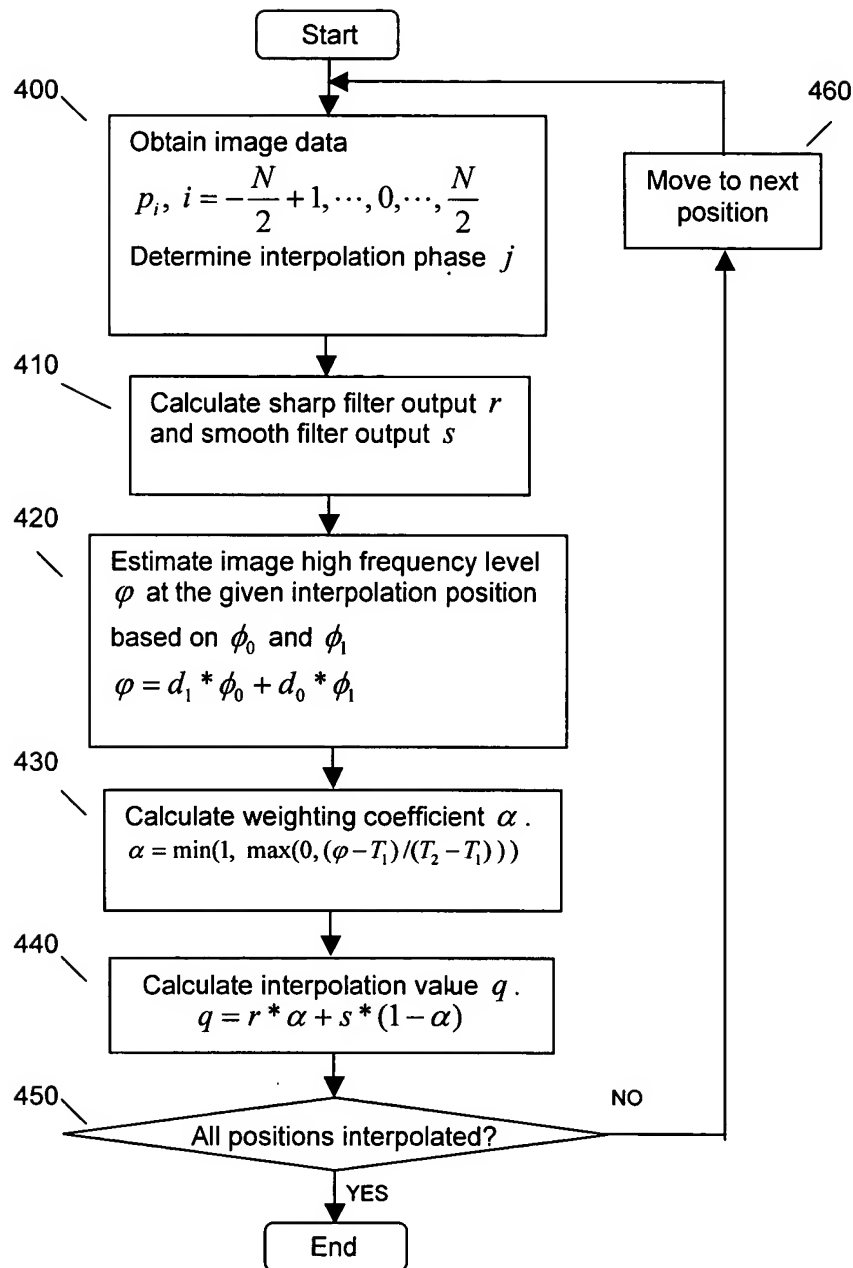 Start
400
460
Obtain image data
p_i, i = -N/2 + 1, ⋯, 0, ⋯, N/2
Determine interpolation phase j
Move to next
position
410
Calculate sharp filter output r
and smooth filter output s
420
Estimate image high frequency level
φ at the given interpolation position
based on ϕ_0 and ϕ_1
φ = d_1 * ϕ_0 + d_0 * ϕ_1
430
Calculate weighting coefficient α .
α = min(1, max(0, (φ − T_1) /(T_2 − T_1)))
440
Calculate interpolation value q .
q = r * α + s * (1 − α)
450
NO
All positions interpolated?
YES
End